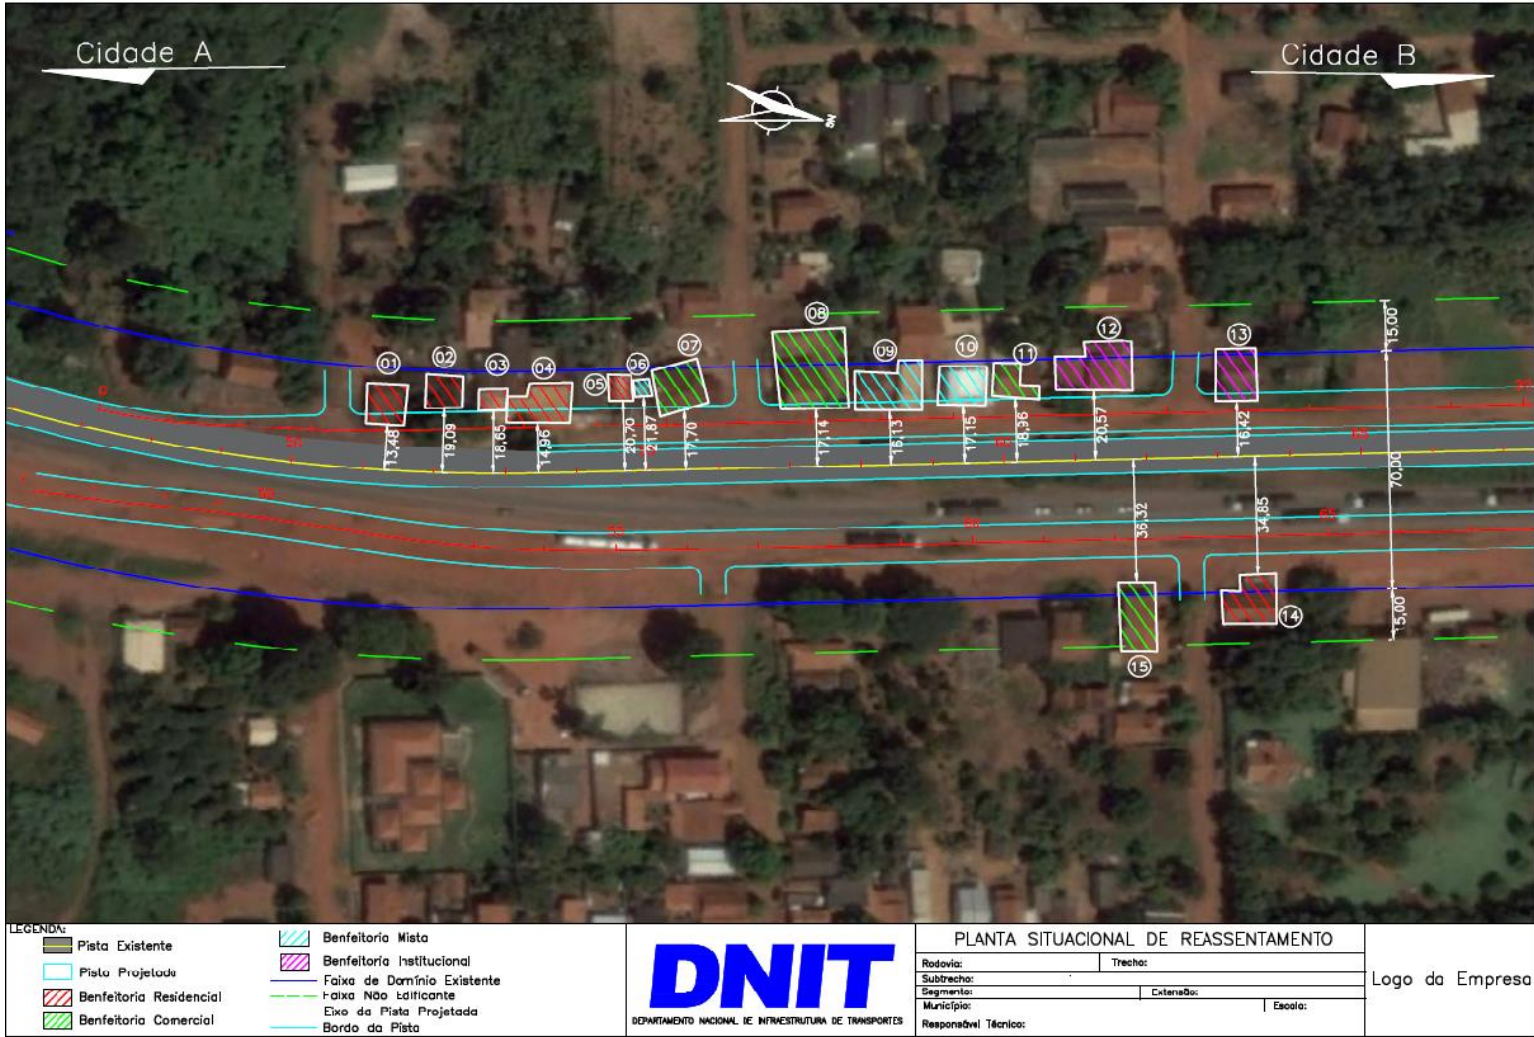 Cidade A
Cidade B
01
02
03
04
05
06
07
08
09
10
11
12
13
13,48
19,09
18,65
14,96
20,70
21,87
17,70
17,14
16,13
17,15
18,96
20,57
16,42
15,00
70,00
15,00
36,32
34,85
14
15
LEGENDA:
Pista Existente
Pista Projetada
Benfeitoria Residencial
Benfeitoria Comercial
Benfeitoria Mista
Benfeitoria Institucional
Faixa de Domínio Existente
Faixa Não Edificante
Eixo da Pista Projetada
Bordo da Pista
DNIT
DEPARTAMENTO NACIONAL DE INFRAESTRUTURA DE TRANSPORTES
PLANTA SITUACIONAL DE REASSENTAMENTO
Rodovia:
Trecho:
Subtrecho:
Segmento:
Extensão:
Município:
Escala:
Responsável Técnico:
Logo da Empresa